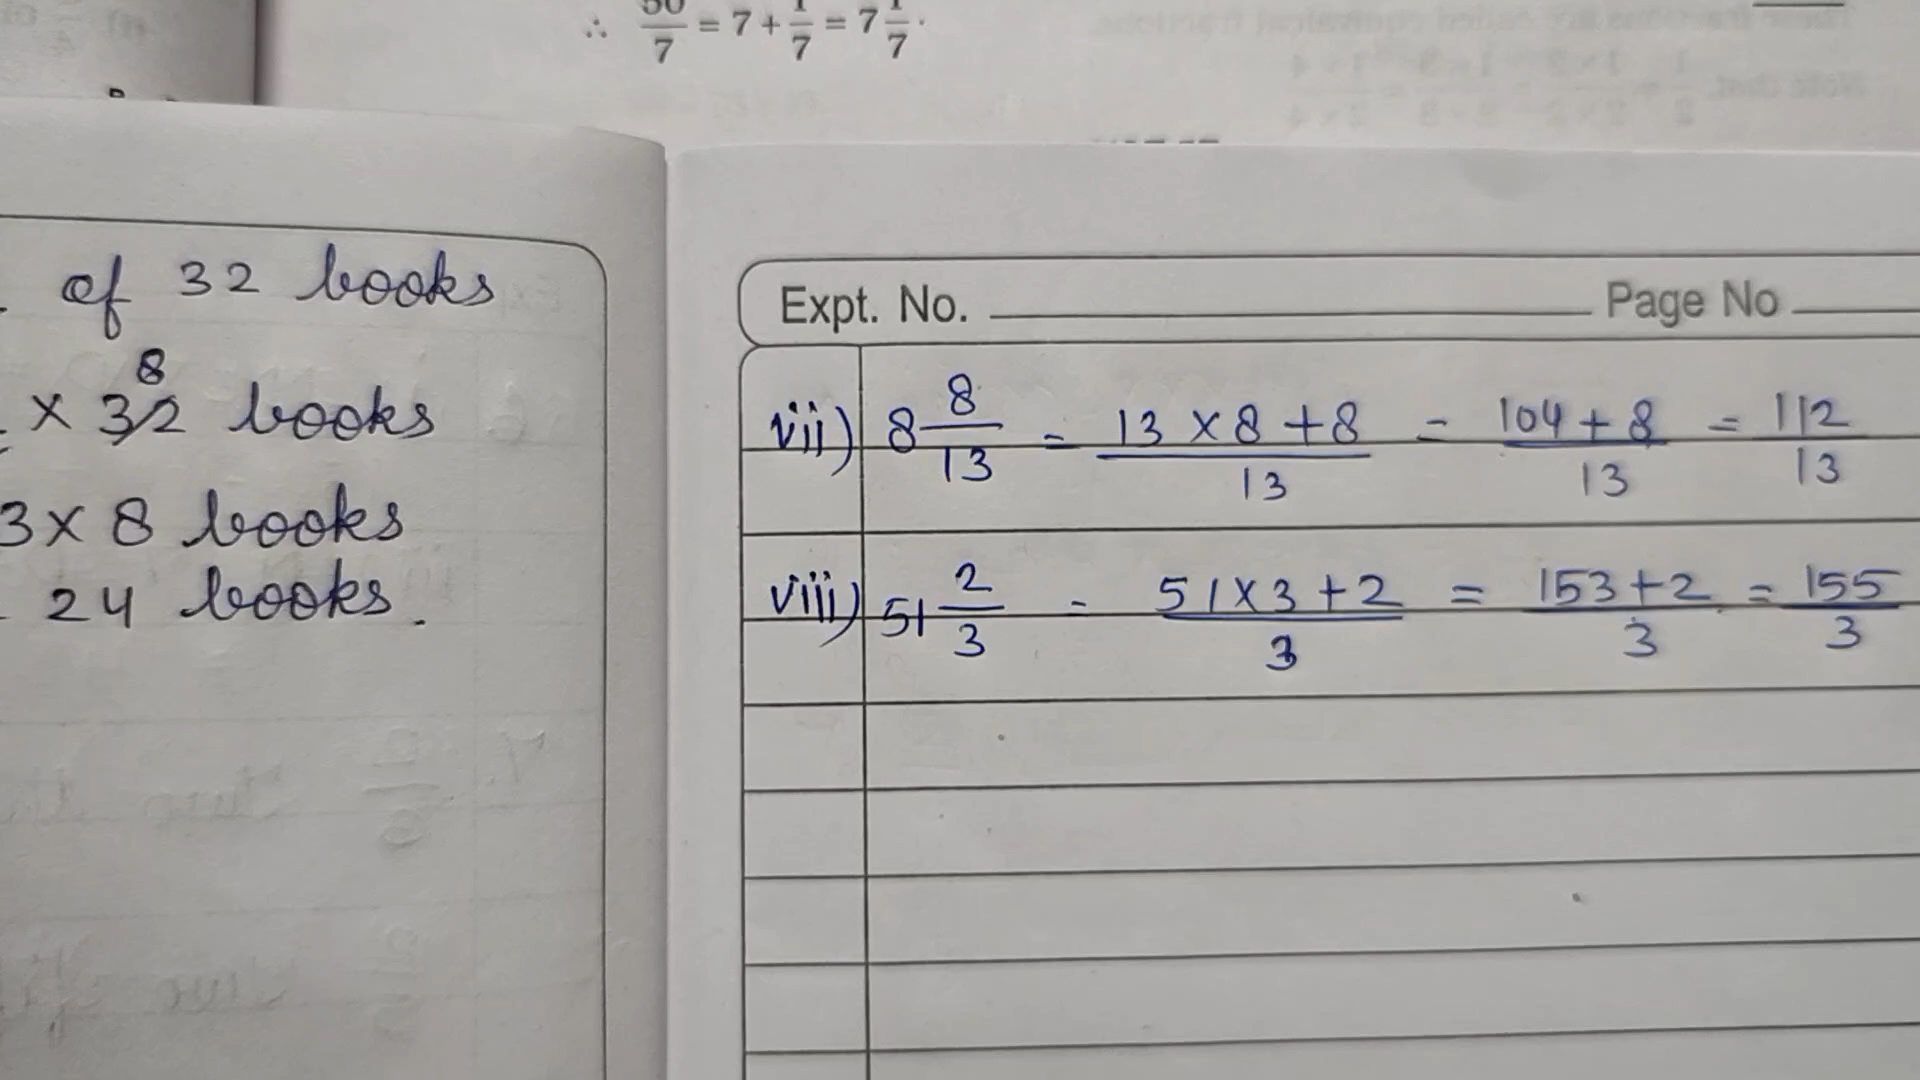 ∴ 50/7 = 7 + 1/7 = 7 1/7.
of 32 books
8
x 32 books
3 x 8 books
24 books.
Expt. No. Page No
vii) 8 8/13 = 13 x 8 + 8 / 13 = 104 + 8 / 13 = 112/13
viii) 51 2/3 = 51 x 3 + 2 / 3 = 153 + 2 / 3 = 155/3